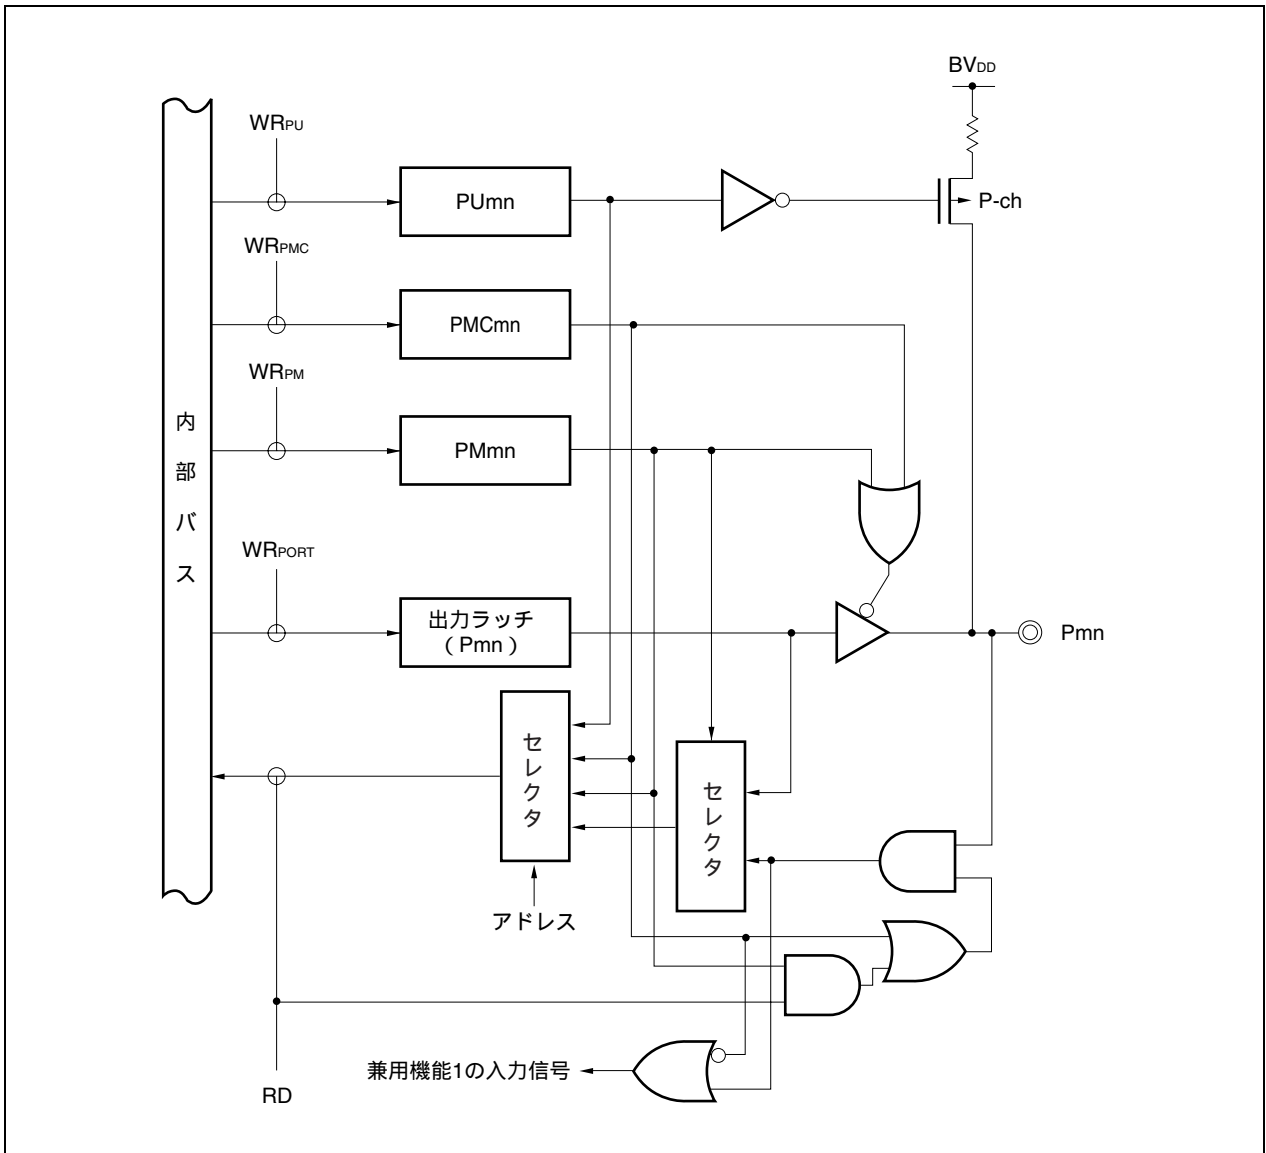 BVDD
WRPU
PUmn
P-ch
WRPMC
PMCmn
WRPM
PMmn
内部バス
WRPORT
出力ラッチ
（Pmn）
Pmn
セレクタ
セレクタ
アドレス
兼用機能1の入力信号
RD